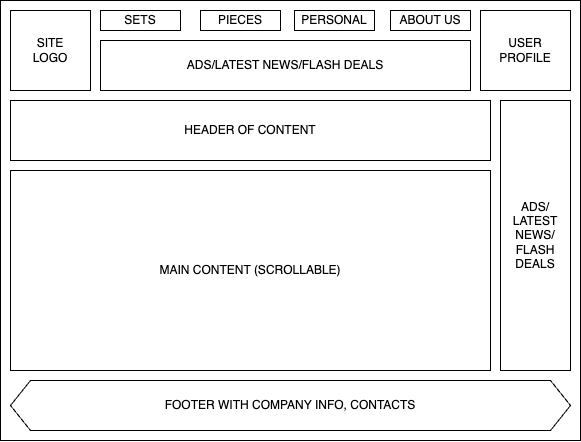 SITE
LOGO
SETS
PIECES
PERSONAL
ABOUT US
USER
PROFILE
ADS/LATEST NEWS/FLASH DEALS
HEADER OF CONTENT
MAIN CONTENT (SCROLLABLE)
ADS/
LATEST
NEWS/
FLASH
DEALS
FOOTER WITH COMPANY INFO, CONTACTS